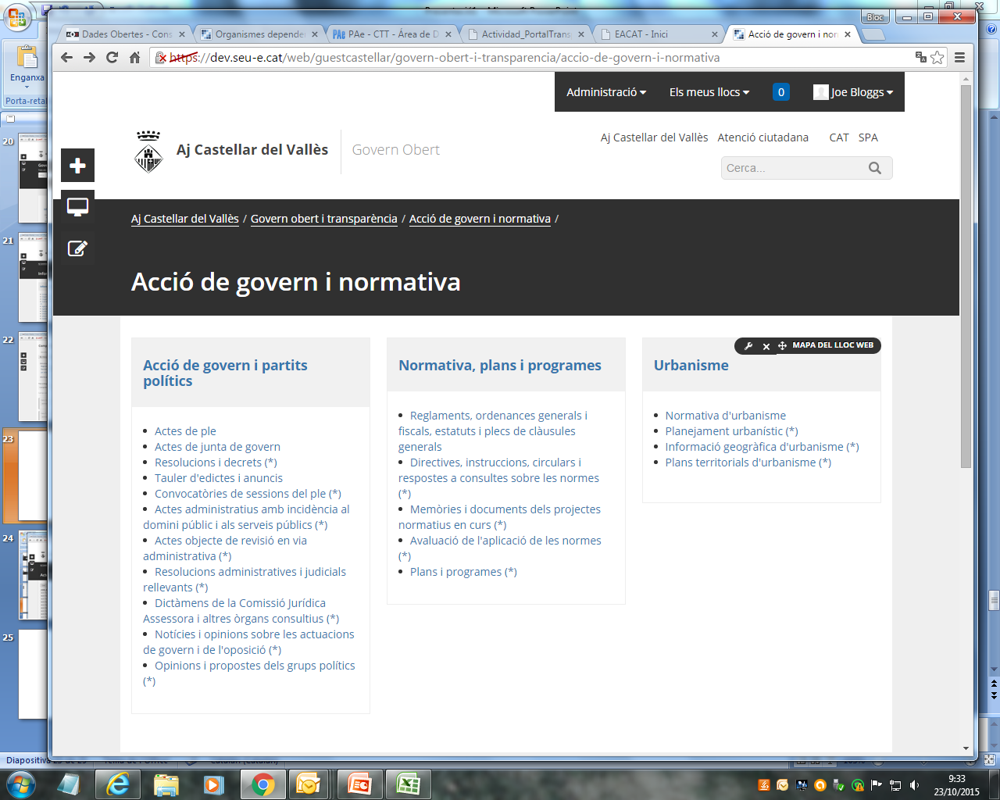 Bloc
Dades Obertes - Cons
Organismes depende
PAe - CTT - Área de D
Actividad_PortalTrans
EACAT - Inici
Acció de govern i nor
https://dev.seu-e.cat/web/guestcastellar/govern-obert-i-transparencia/accio-de-govern-i-normativa
Enganxa
Porta-retal
Administració
Els meus llocs
0
Joe Bloggs
Aj Castellar del Vallès
Govern Obert
Aj Castellar del Vallès
Atenció ciutadana
CAT
SPA
Cerca...
Aj Castellar del Vallès / Govern obert i transparència / Acció de govern i normativa /
Acció de govern i normativa
Acció de govern i partits
polítics
• Actes de ple
• Actes de junta de govern
• Resolucions i decrets (*)
• Tauler d'edictes i anuncis
• Convocatòries de sessions del ple (*)
• Actes administratius amb incidència al
domini públic i als serveis públics (*)
• Actes objecte de revisió en via
administrativa (*)
• Resolucions administratives i judicials
rellevants (*)
• Dictàmens de la Comissió Jurídica
Assessora i altres òrgans consultius (*)
• Notícies i opinions sobre les actuacions
de govern i de l'oposició (*)
• Opinions i propostes dels grups polítics
(*)
Normativa, plans i programes
• Reglaments, ordenances generals i
fiscals, estatuts i plecs de clàusules
generals
• Directives, instruccions, circulars i
respostes a consultes sobre les normes
(*)
• Memòries i documents dels projectes
normatius en curs (*)
• Avaluació de l'aplicació de les normes
(*)
• Plans i programes (*)
MAPA DEL LLOC WEB
Urbanisme
• Normativa d'urbanisme
• Planejament urbanístic (*)
• Informació geogràfica d'urbanisme (*)
• Plans territorials d'urbanisme (*)
20
21
22
23
24
25
Diapositiva
9:33
23/10/2015